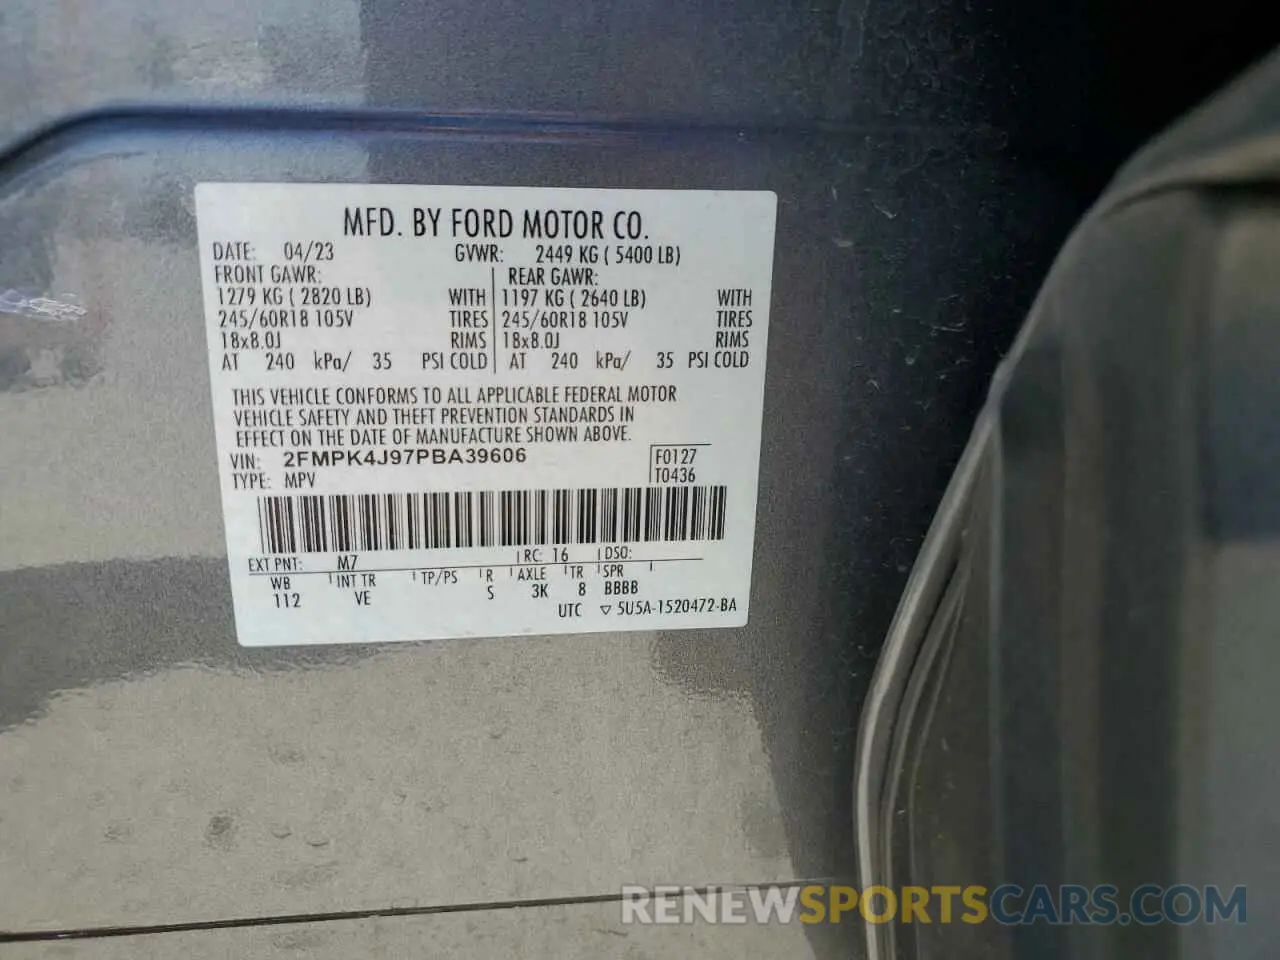 MFD. BY FORD MOTOR CO.
DATE: 04/23 GVWR: 2449 KG ( 5400 LB)
FRONT GAWR: REAR GAWR:
1279 KG ( 2820 LB) WITH 1197 KG ( 2640 LB) WITH
245/60R18 105V TIRES 245/60R18 105V TIRES
18x8.0J RIMS 18x8.0J RIMS
AT 240 kPa/ 35 PSI COLD AT 240 kPa/ 35 PSI COLD
THIS VEHICLE CONFORMS TO ALL APPLICABLE FEDERAL MOTOR
VEHICLE SAFETY AND THEFT PREVENTION STANDARDS IN
EFFECT ON THE DATE OF MANUFACTURE SHOWN ABOVE.
VIN: 2FMPK4J97PBA39606 F0127
TYPE: MPV T0436
EXT PNT: M7 RC: 16 DSO:
WB INT TR TP/PS R AXLE TR SPR
112 VE S 3K 8 BBBB
UTC ▽ 5U5A-1520472-BA
RENEWSPORTSCARS.COM